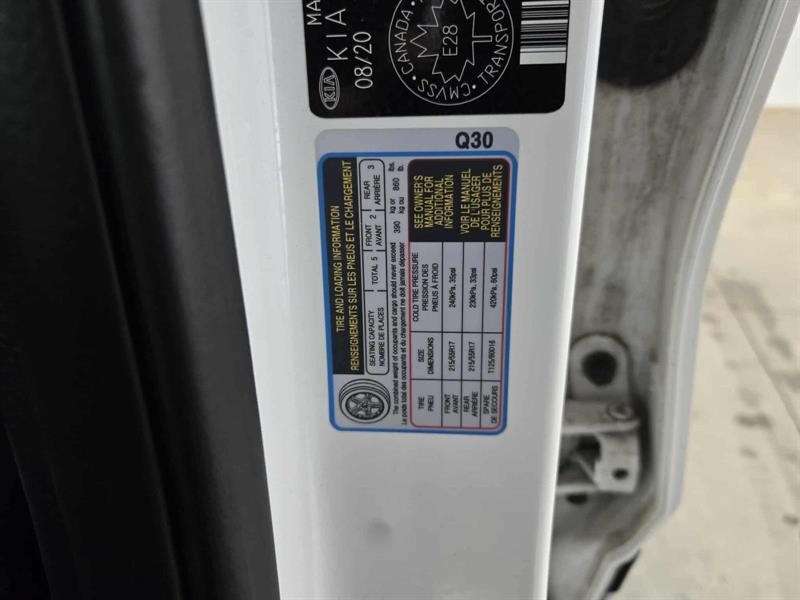 MA
KIA
08/20
KIA
CANADA
E28
CMVSS
TRANSPOR
Q30
TIRE AND LOADING INFORMATION
RENSEIGNEMENTS SUR LES PNEUS ET LE CHARGEMENT
SEATING CAPACITY
NOMBRE DE PLACES
TOTAL 5
FRONT 2
AVANT
REAR 3
ARRIÈRE
The combined weight of occupants and cargo should never exceed 390 kg or 860 lbs.
Le poids total des occupants et du chargement ne doit jamais dépasser kg ou lb.
TIRE
PNEU
SIZE
DIMENSIONS
COLD TIRE PRESSURE
PRESSION DES
PNEUS À FROID
FRONT
AVANT
215/55R17
240kPa, 35psi
REAR
ARRIÈRE
215/55R17
230kPa, 33psi
SPARE
DE SECOURS
T125/80D16
420kPa, 60psi
SEE OWNER'S
MANUAL FOR
ADDITIONAL
INFORMATION
VOIR LE MANUEL
DE L'USAGER
POUR PLUS DE
RENSEIGNEMENTS